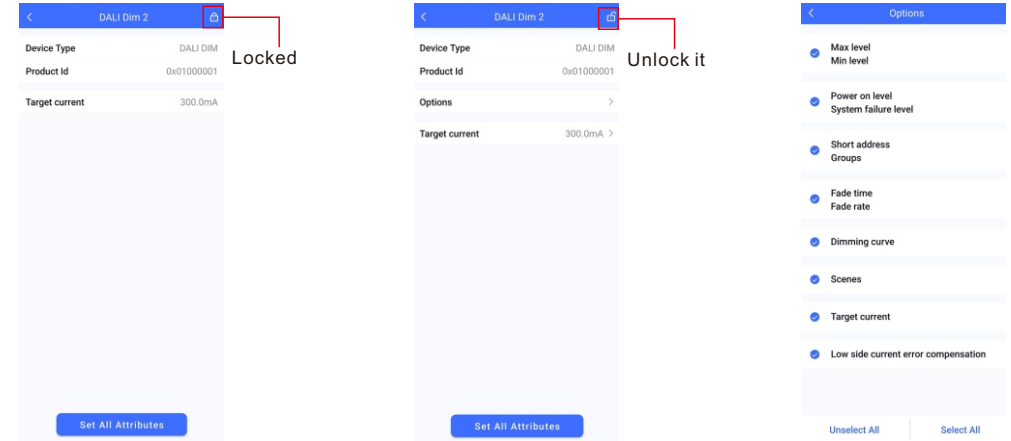 DALI Dim 2
Device Type DALI DIM
Product Id 0x01000001
Target current 300.0mA
Set All Attributes
Locked
DALI Dim 2
Device Type DALI DIM
Product Id 0x01000001
Options
Target current 300.0mA
Set All Attributes
Unlock it
Options
Max level
Min level
Power on level
System failure level
Short address
Groups
Fade time
Fade rate
Dimming curve
Scenes
Target current
Low side current error compensation
Unselect All Select All